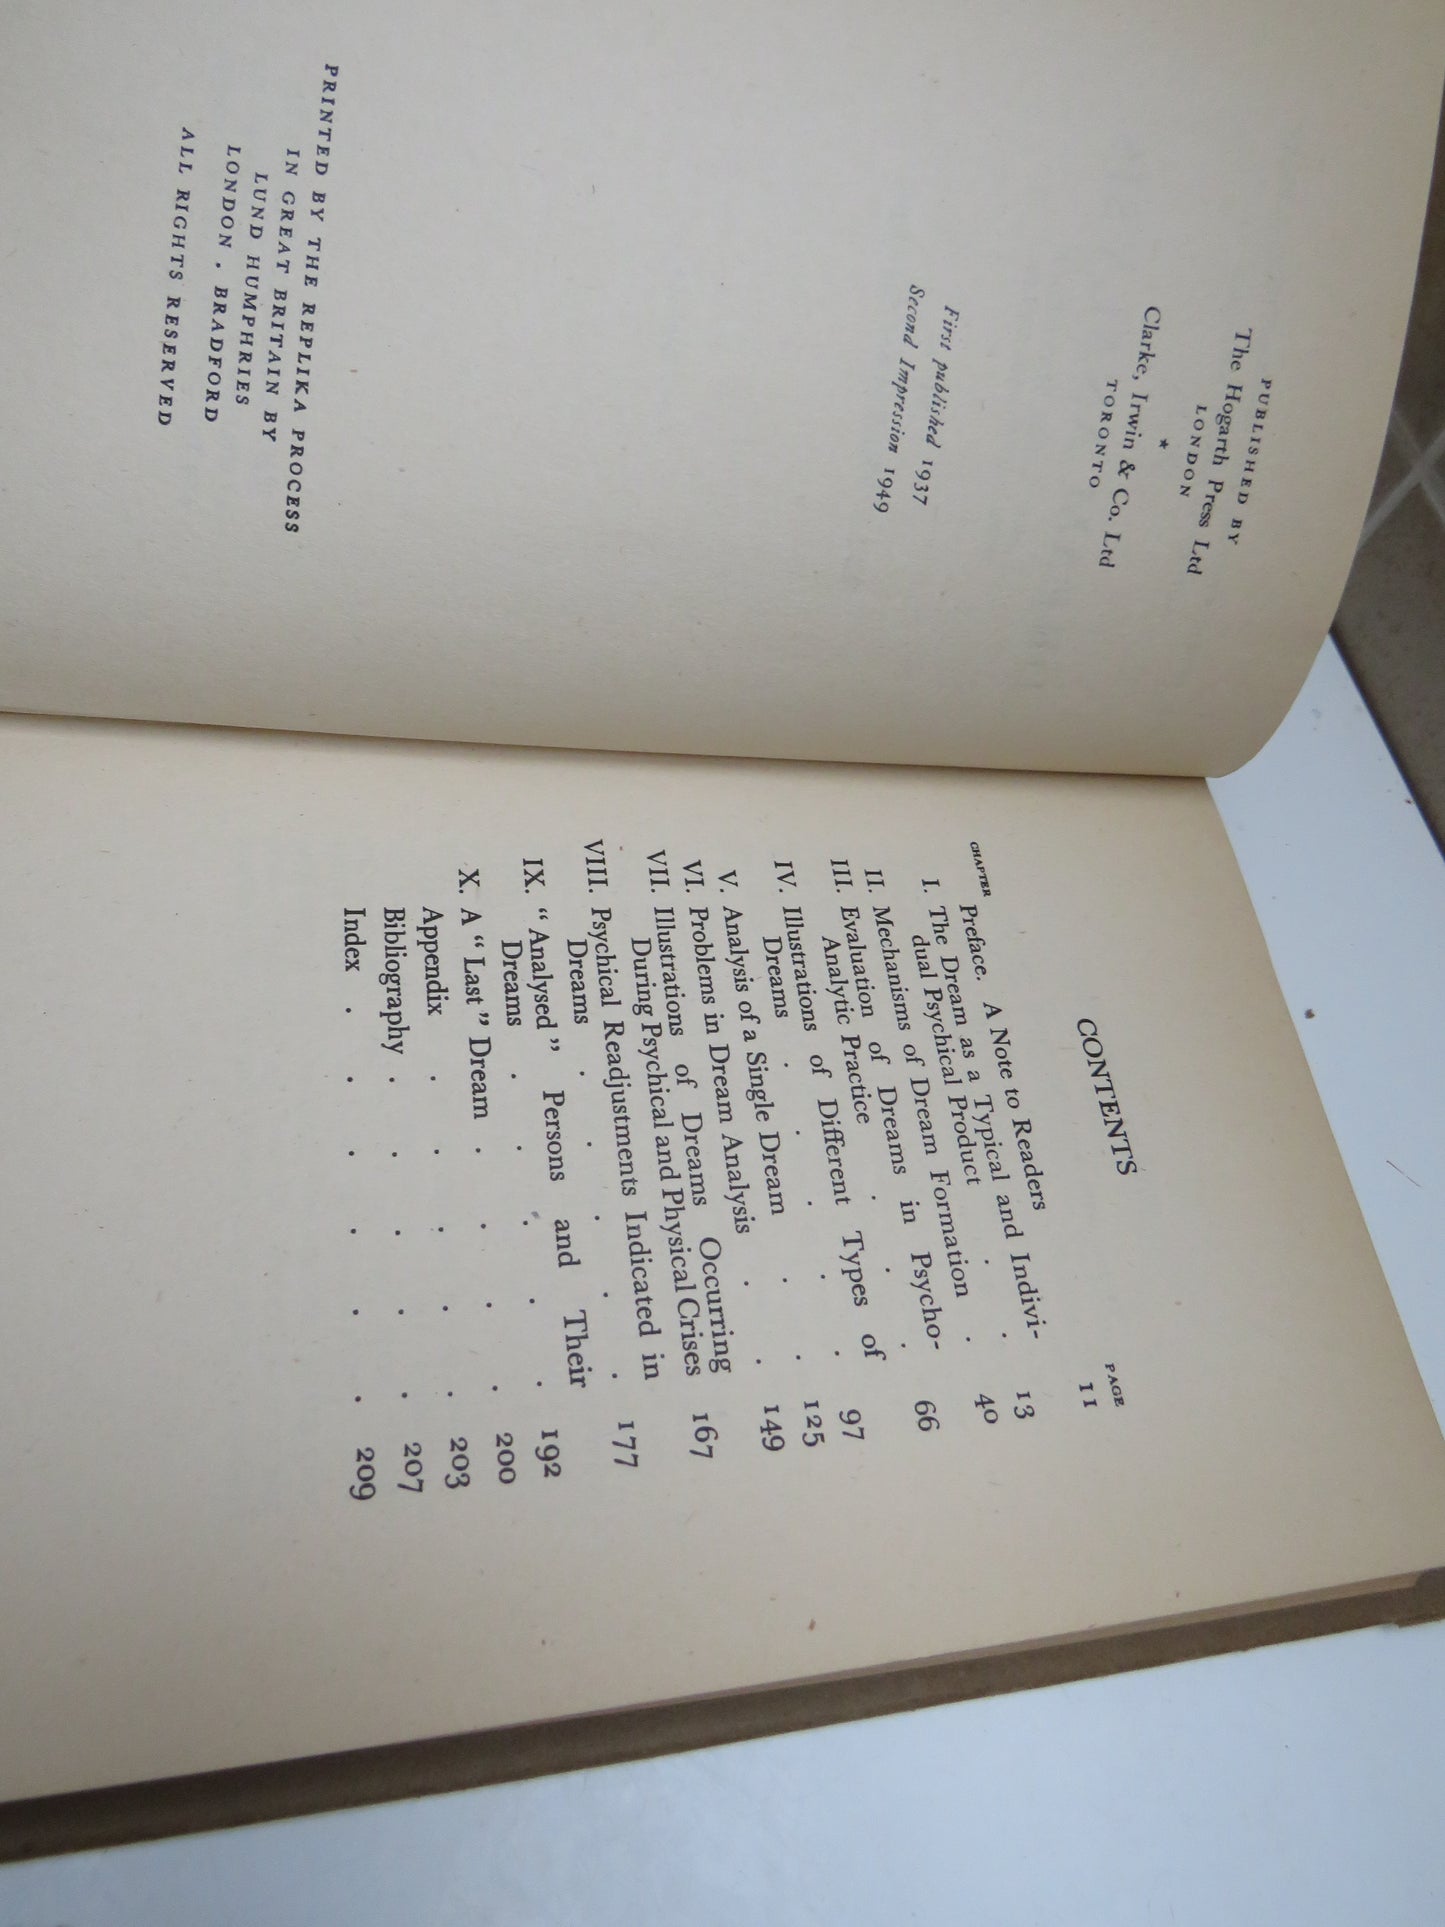 PUBLISHED BY
The Hogarth Press Ltd
LONDON
*
Clarke, Irwin & Co. Ltd
TORONTO
First published 1937
Second Impression 1949
PRINTED BY THE REPLIKA PROCESS
IN GREAT BRITAIN BY
LUND HUMPHRIES
LONDON . BRADFORD
ALL RIGHTS RESERVED
CONTENTS
CHAPTER PAGE
Preface. A Note to Readers 11
I. The Dream as a Typical and Indivi-
dual Psychical Product . . 13
II. Mechanisms of Dream Formation . 40
III. Evaluation of Dreams in Psycho-
Analytic Practice . . . 66
IV. Illustrations of Different Types of
Dreams . . . . . 97
V. Analysis of a Single Dream . . 125
VI. Problems in Dream Analysis . . 149
VII. Illustrations of Dreams Occurring
During Psychical and Physical Crises 167
VIII. Psychical Readjustments Indicated in
Dreams . . . . . 177
IX. “Analysed” Persons and Their
Dreams . . . . . 192
X. A “Last” Dream . . . . 200
Appendix . . . . . 203
Bibliography . . . . . 207
Index . . . . . . 209